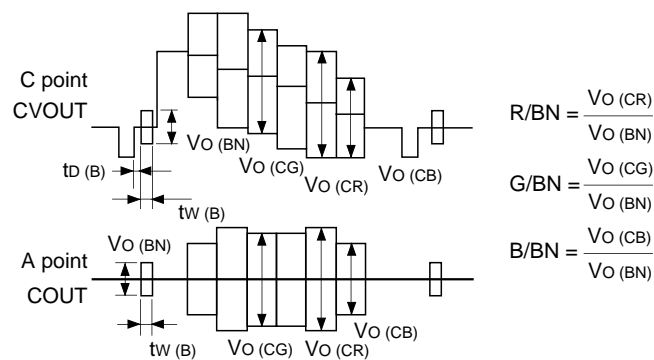 C point
CVOUT
VO (BN)
VO (CG)
VO (CR)
VO (CB)
tD (B)
tW (B)
R/BN = VO (CR)
VO (BN)
G/BN = VO (CG)
VO (BN)
B/BN = VO (CB)
VO (BN)
A point
COUT
VO (BN)
tW (B)
VO (CG)
VO (CR)
VO (CB)